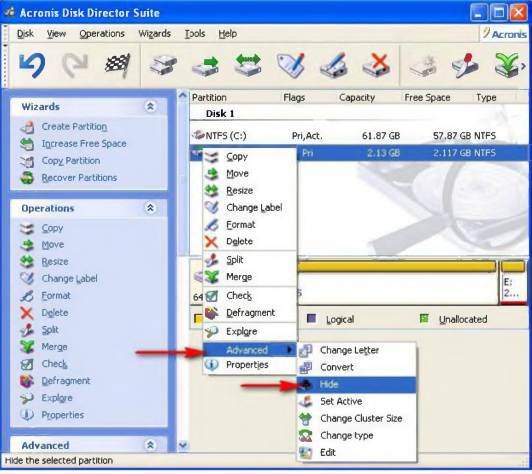 Acronis Disk Director Suite
Disk View Operations Wizards Tools Help
Acronis
Wizards
Create Partition
Increase Free Space
Copy Partition
Recover Partitions
Operations
Copy
Move
Resize
Change Label
Format
Delete
Split
Merge
Check
Defragment
Explore
Properties
Advanced
Partition Flags Capacity Free Space Type
Disk 1
NTFS (C:) Pri,Act. 61.87 GB 57.87 GB NTFS
Pri 2.13 GB 2.117 GB NTFS
Copy
Move
Resize
Change Label
Format
Delete
Split
Merge
Check
Defragment
Explore
Advanced
Properties
E:
2...
Logical Unallocated
Change Letter
Convert
Hide
Set Active
Change Cluster Size
Change type
Edit
Hide the selected partition